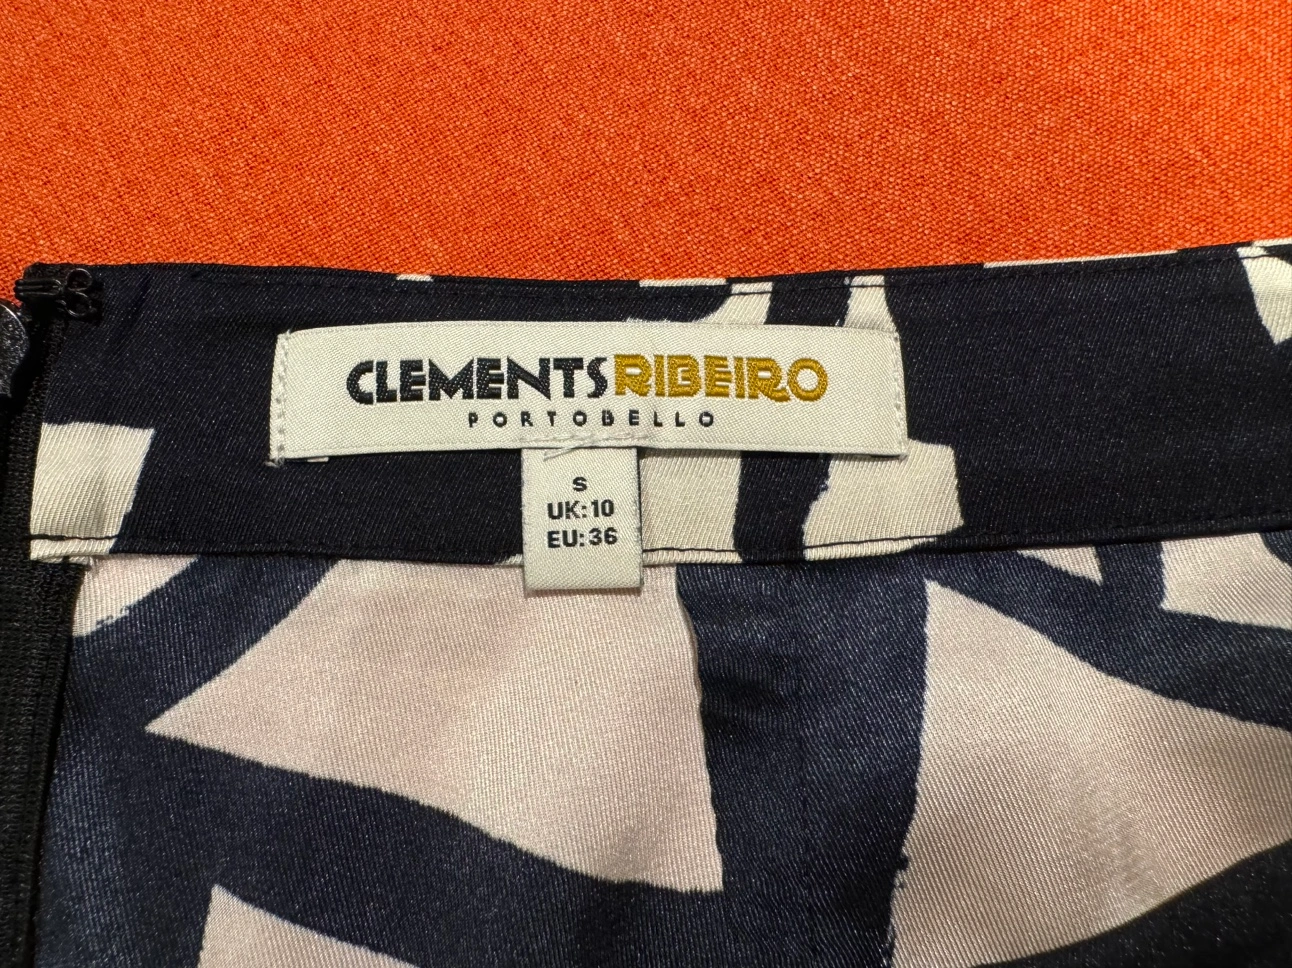 CLEMENTSRIBEIRO
PORTOBELLO
S
UK:10
EU:36